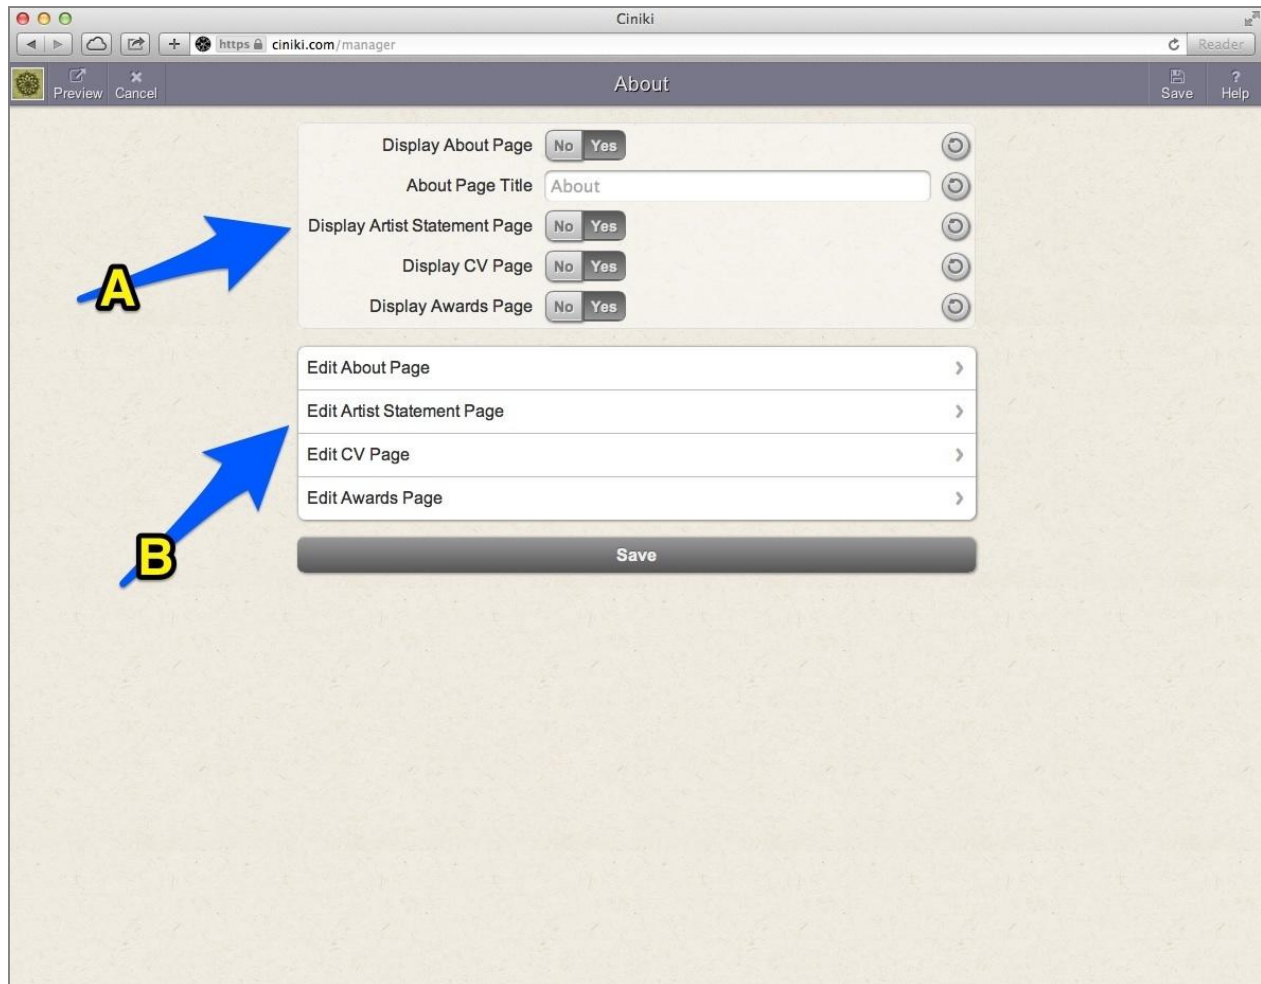 Ciniki
https ciniki.com/manager
Reader
Preview Cancel About Save Help
Display About Page No Yes
About Page Title About
Display Artist Statement Page No Yes
Display CV Page No Yes
Display Awards Page No Yes
A
Edit About Page
Edit Artist Statement Page
Edit CV Page
Edit Awards Page
B
Save